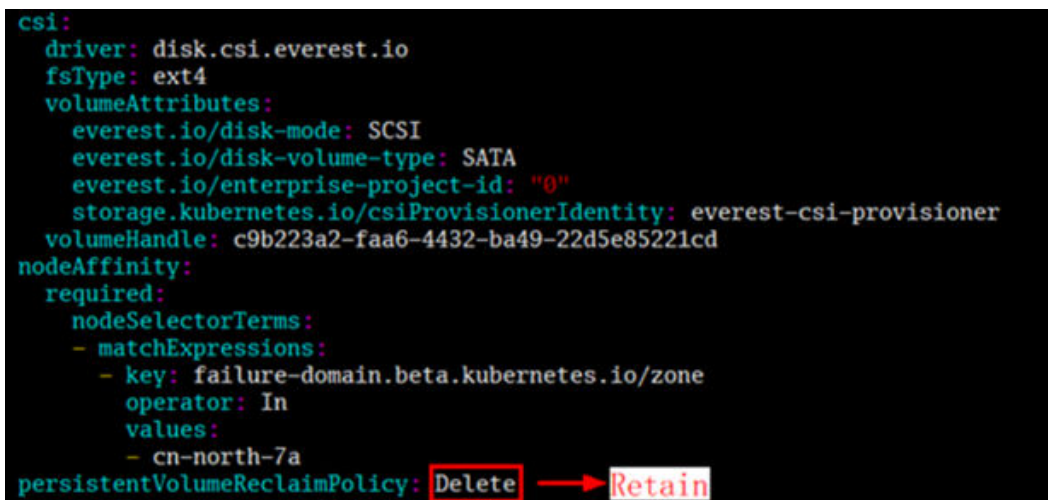 csi:
  driver: disk.csi.everest.io
  fsType: ext4
  volumeAttributes:
    everest.io/disk-mode: SCSI
    everest.io/disk-volume-type: SATA
    everest.io/enterprise-project-id: "0"
    storage.kubernetes.io/csiProvisionerIdentity: everest-csi-provisioner
  volumeHandle: c9b223a2-faa6-4432-ba49-22d5e85221cd
nodeAffinity:
  required:
    nodeSelectorTerms:
    - matchExpressions:
      - key: failure-domain.beta.kubernetes.io/zone
        operator: In
        values:
        - cn-north-7a
persistentVolumeReclaimPolicy: Delete Retain